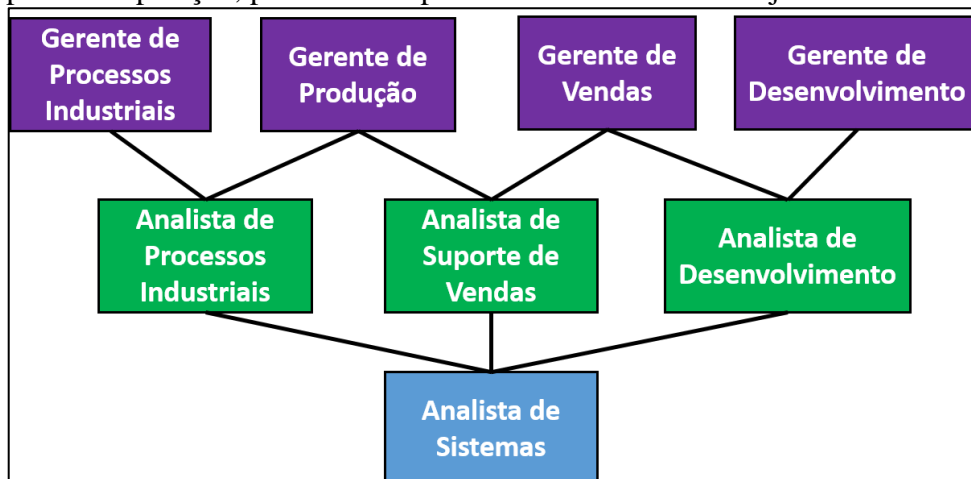 Gerente de
Processos
Industriais
Gerente de
Produção
Gerente de
Vendas
Gerente de
Desenvolvimento
Analista de
Processos
Industriais
Analista de
Suporte de
Vendas
Analista de
Desenvolvimento
Analista de
Sistemas